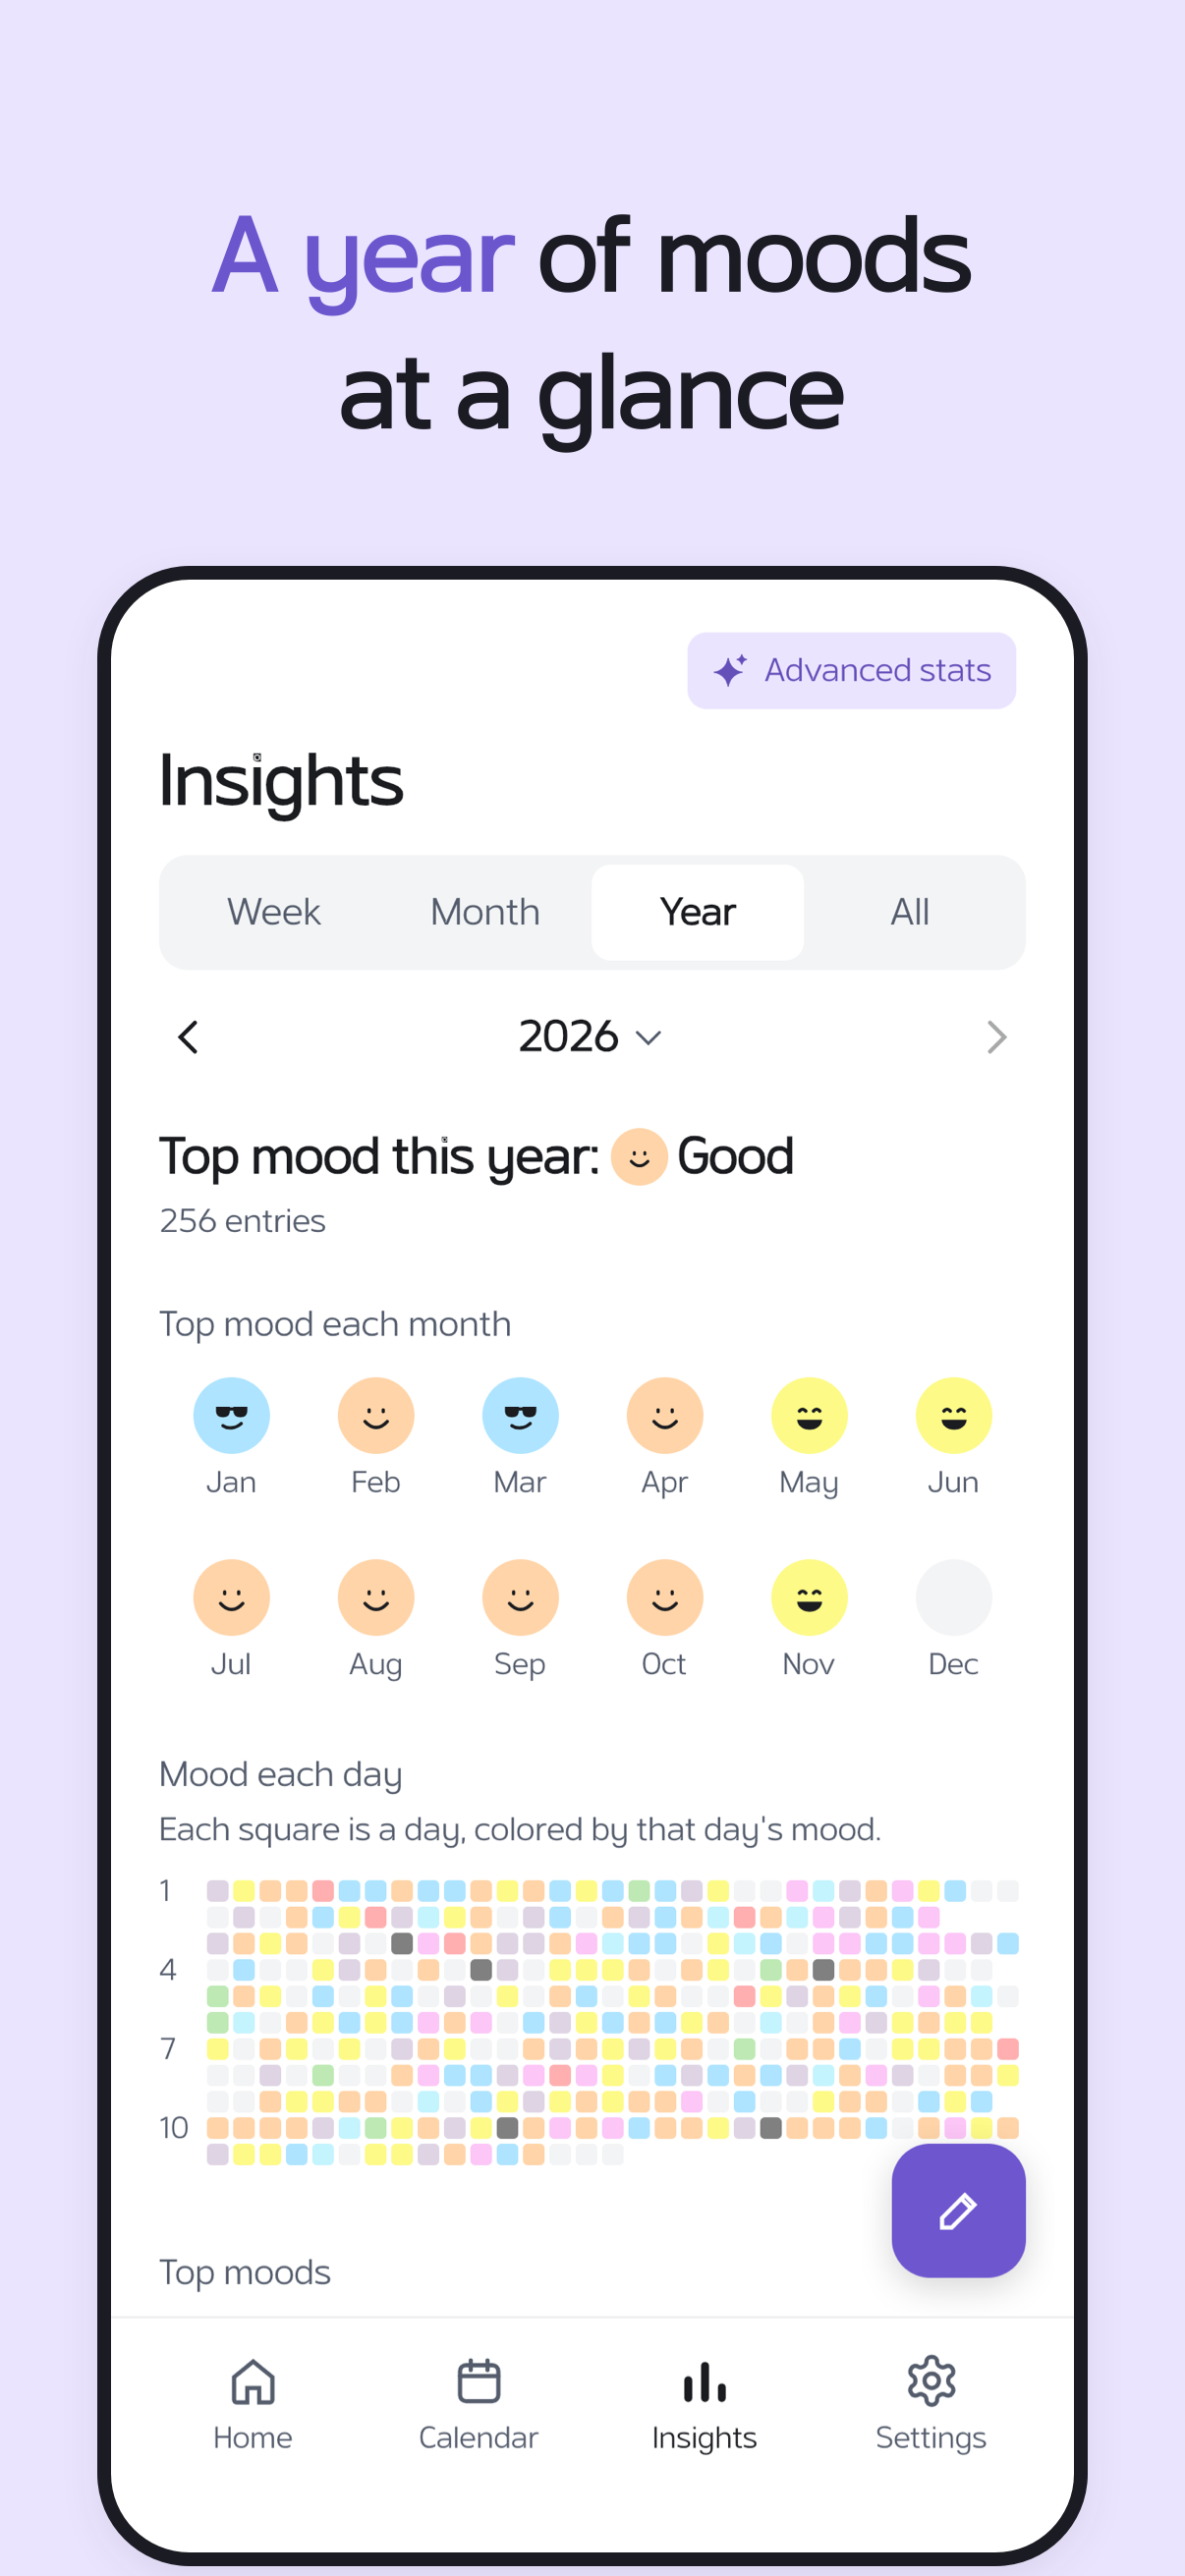 A year of moods
at a glance
Advanced stats
Insights
Week Month Year All
2026
Top mood this year: Good
256 entries
Top mood each month
Jan Feb Mar Apr May Jun
Jul Aug Sep Oct Nov Dec
Mood each day
Each square is a day, colored by that day's mood.
1
4
7
10
Top moods
Home Calendar Insights Settings